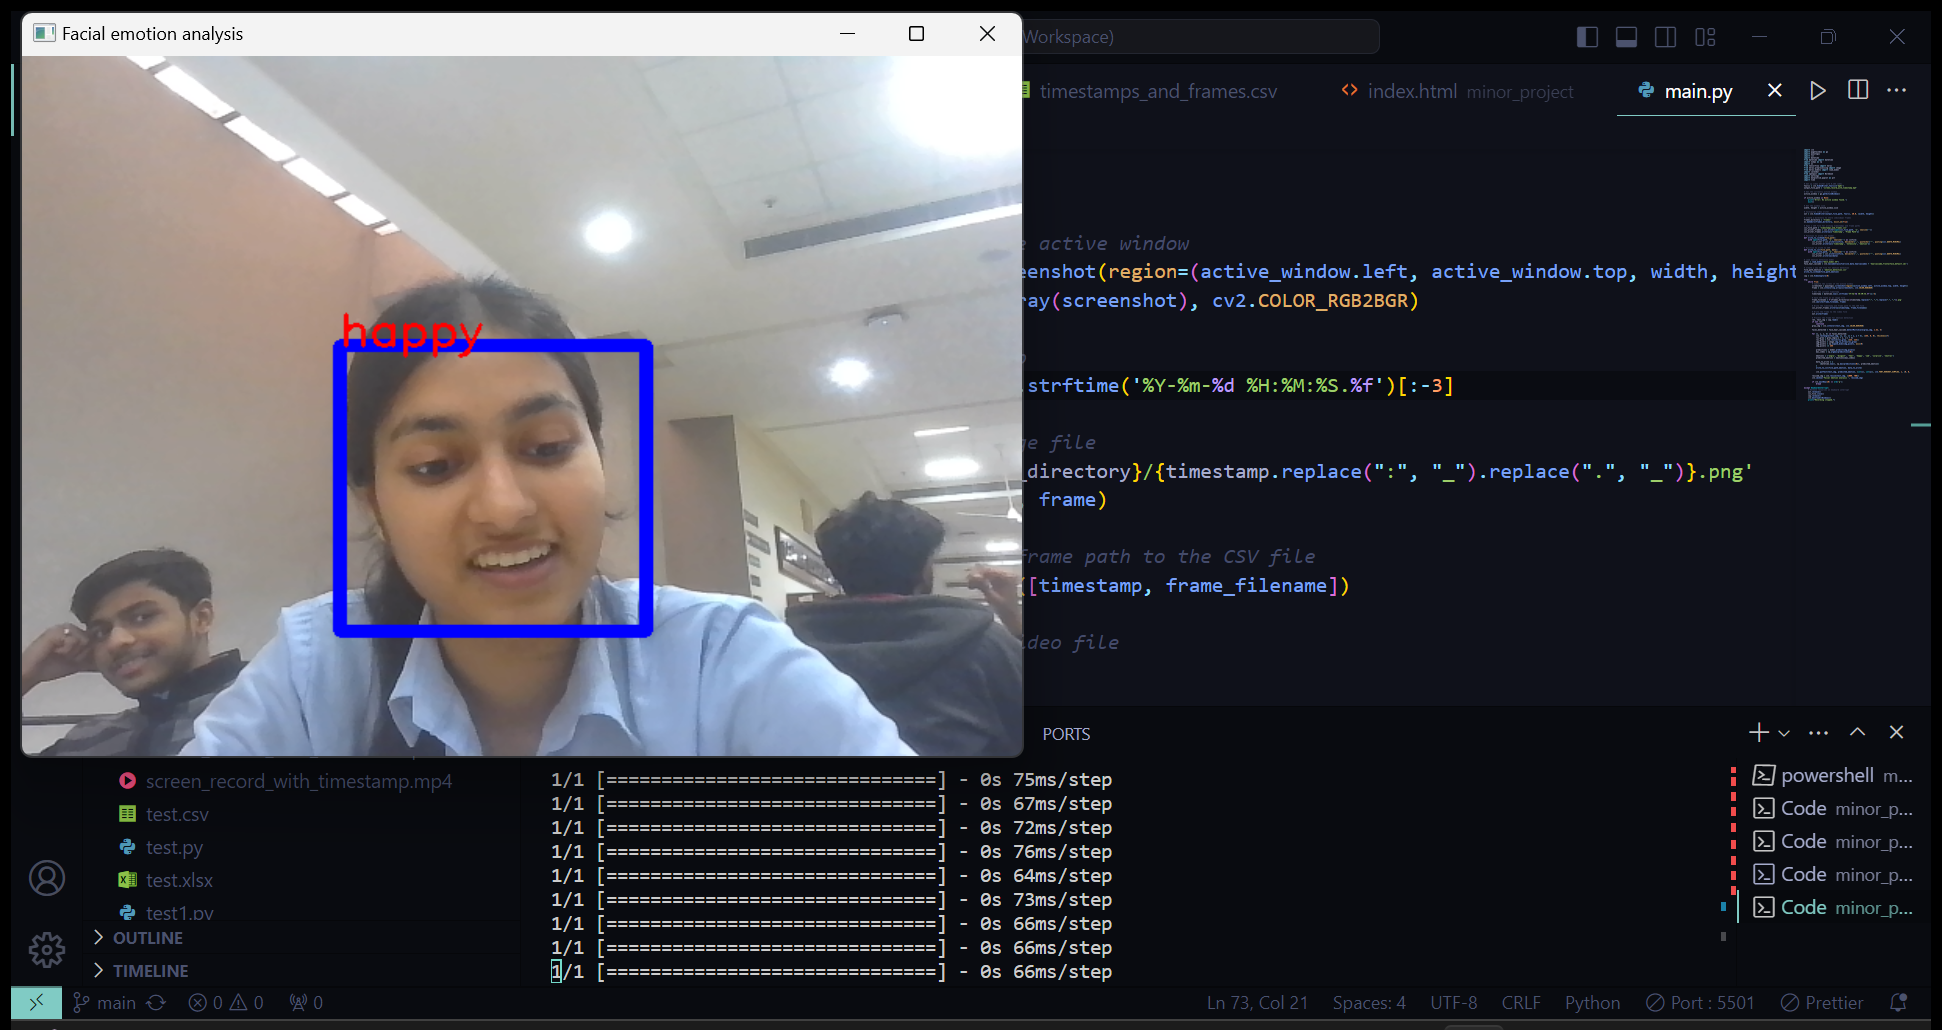 Facial emotion analysis
Workspace)
timestamps_and_frames.csv
index.html minor_project
main.py
happy
e active window
eenshot(region=(active_window.left, active_window.top, width, height
ray(screenshot), cv2.COLOR_RGB2BGR)
.strftime('%Y-%m-%d %H:%M:%S.%f')[:-3]
ge file
_directory}/{timestamp.replace(":", "_").replace(".", "_")}.png'
frame)
frame path to the CSV file
([timestamp, frame_filename])
ideo file
PORTS
screen_record_with_timestamp.mp4
test.csv
test.py
test.xlsx
test1.py
OUTLINE
TIMELINE
1/1 [==============================] - 0s 75ms/step
1/1 [==============================] - 0s 67ms/step
1/1 [==============================] - 0s 72ms/step
1/1 [==============================] - 0s 76ms/step
1/1 [==============================] - 0s 64ms/step
1/1 [==============================] - 0s 73ms/step
1/1 [==============================] - 0s 66ms/step
1/1 [==============================] - 0s 66ms/step
1/1 [==============================] - 0s 66ms/step
powershell m...
Code minor_p...
Code minor_p...
Code minor_p...
Code minor_p...
main 0 0 0
Ln 73, Col 21 Spaces: 4 UTF-8 CRLF Python Port : 5501 Prettier